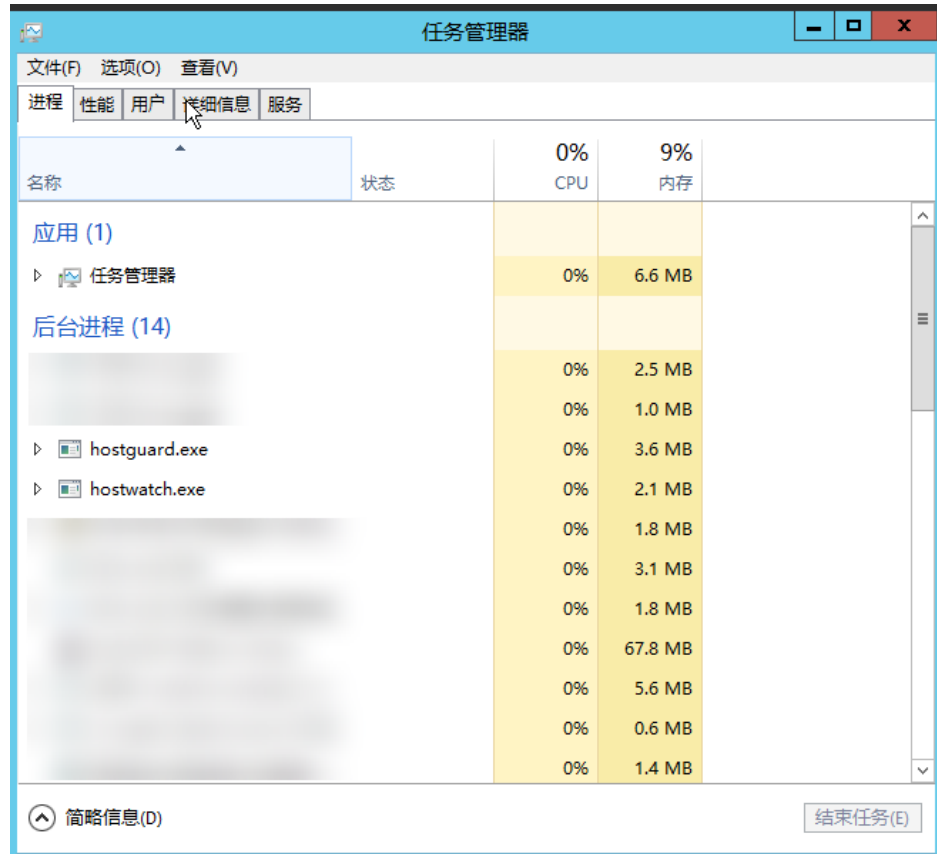 任务管理器
文件(F) 选项(O) 查看(V)
进程 性能 用户 详细信息 服务
0% 9%
名称 状态 CPU 内存
应用 (1)
任务管理器 0% 6.6 MB
后台进程 (14)
0% 2.5 MB
0% 1.0 MB
hostguard.exe 0% 3.6 MB
hostwatch.exe 0% 2.1 MB
0% 1.8 MB
0% 3.1 MB
0% 1.8 MB
0% 67.8 MB
0% 5.6 MB
0% 0.6 MB
0% 1.4 MB
简略信息(D) 结束任务(E)